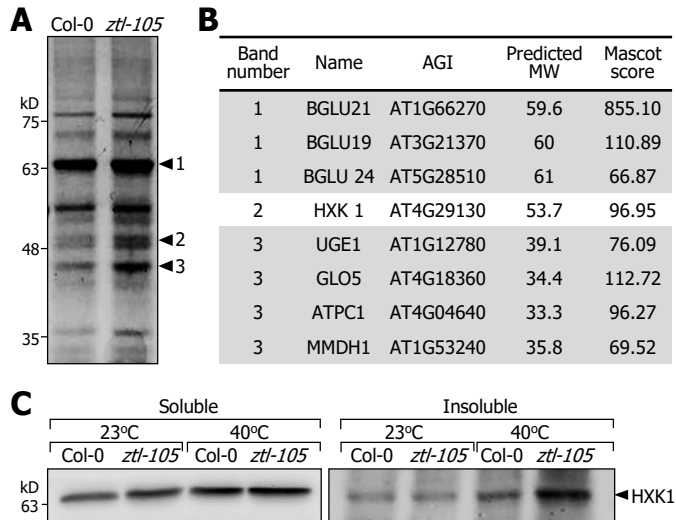 A Col-0 ztl-105
kD
75
63
48
35
1
2
3
B
Band number Name AGI Predicted MW Mascot score
1 BGLU21 AT1G66270 59.6 855.10
1 BGLU19 AT3G21370 60 110.89
1 BGLU 24 AT5G28510 61 66.87
2 HXK 1 AT4G29130 53.7 96.95
3 UGE1 AT1G12780 39.1 76.09
3 GLO5 AT4G18360 34.4 112.72
3 ATPC1 AT4G04640 33.3 96.27
3 MMDH1 AT1G53240 35.8 69.52
C Soluble Insoluble
23°C 40°C 23°C 40°C
Col-0 ztl-105 Col-0 ztl-105 Col-0 ztl-105 Col-0 ztl-105
kD
63
HXK1